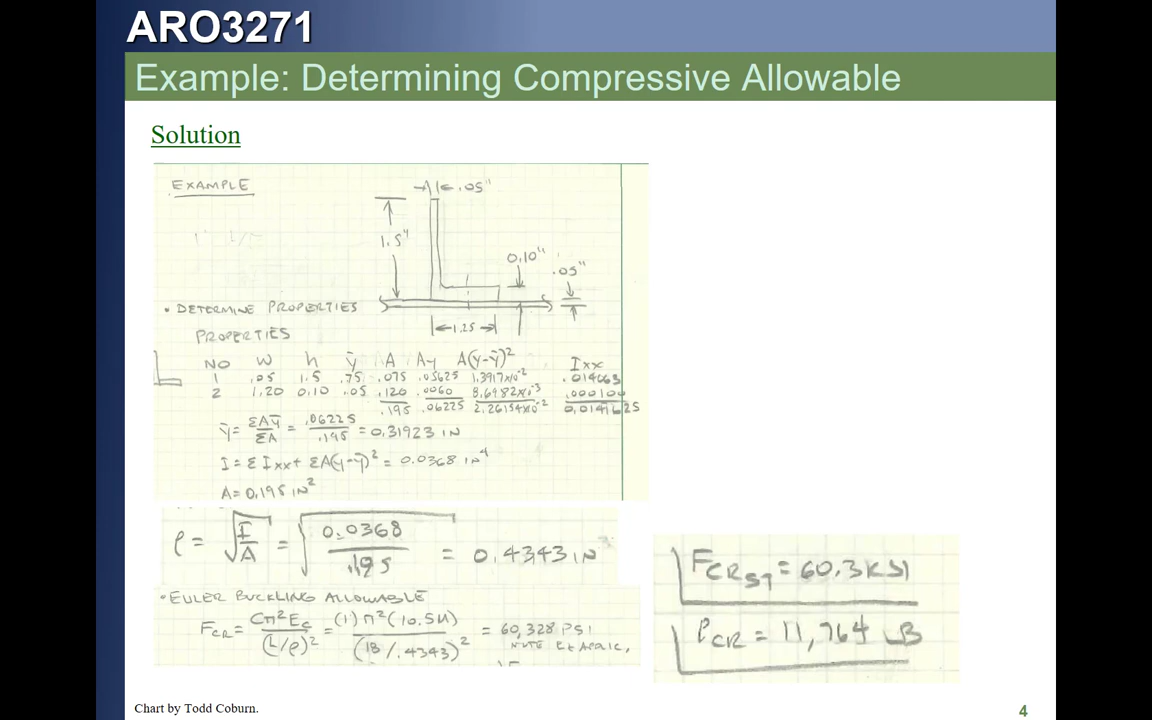 ARO3271
Example: Determining Compressive Allowable
Solution
EXAMPLE
.05"
1.5"
0.10"
.05"
1.25
• DETERMINE PROPERTIES
PROPERTIES
NO W h ȳ A Ay A(y-ȳ)² Ixx
1 .05 1.5 .75 .075 .05625 1.3917x10⁻² .014063
2 1.20 0.10 .05 .120 .0060 8.6982x10⁻³ .000100
.195 .06225 2.26154x10⁻² 0.0141625
ȳ = ΣAȳ/ΣA = .06225/.195 = 0.31923 IN
I = ΣIxx + ΣA(y-ȳ)² = 0.0368 IN⁴
A = 0.195 IN²
ρ = √(I/A) = √(0.0368/.195) = 0.4343 IN
• EULER BUCKLING ALLOWABLE
FCR = Cπ²Ec/(L/ρ)² = (1)π²(10.5M)/(18/.4343)² = 60,328 PSI
FCRST = 60.3 KSI
PCR = 11,764 LB
Chart by Todd Coburn.
4